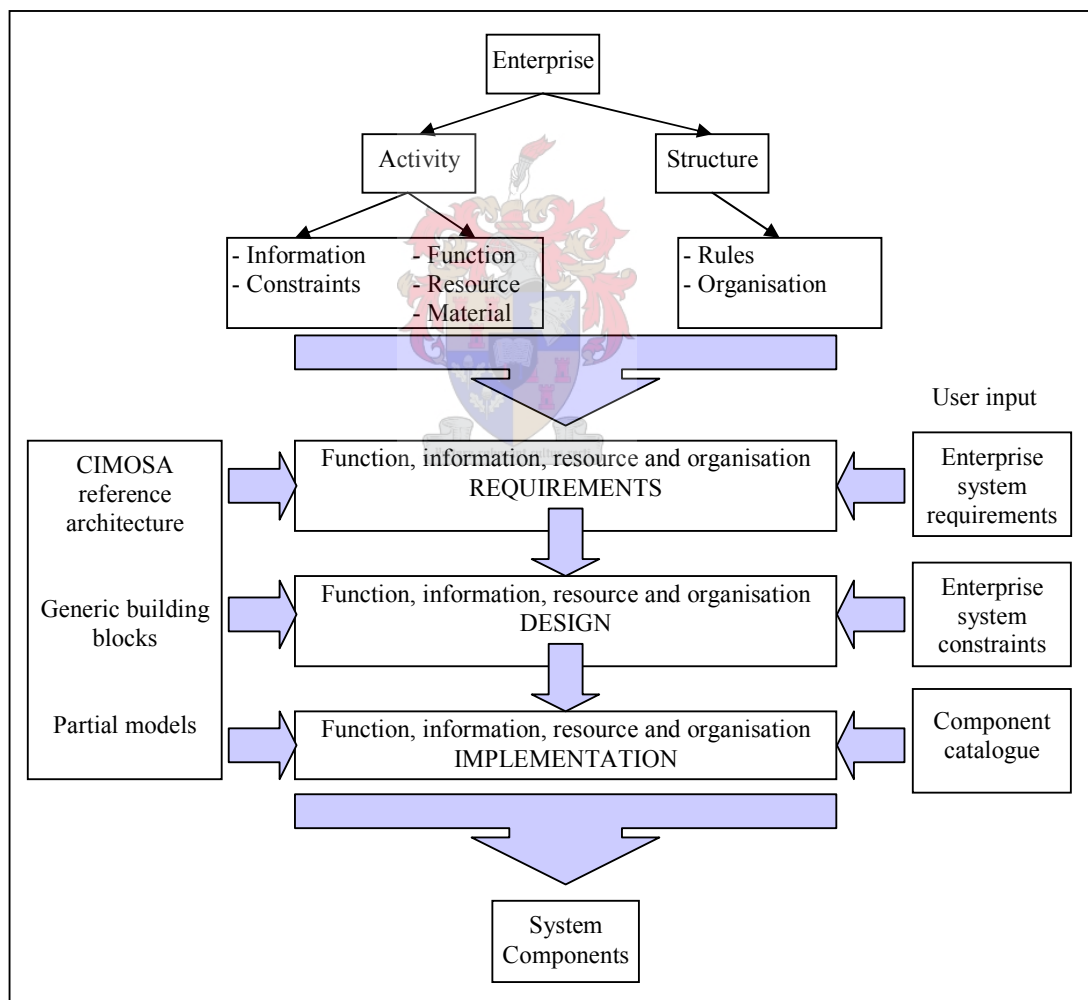 Enterprise
Activity
Structure
- Information
- Constraints
- Function
- Resource
- Material
- Rules
- Organisation
User input
CIMOSA
reference
architecture
Generic building
blocks
Partial models
Function, information, resource and organisation
REQUIREMENTS
Enterprise
system
requirements
Function, information, resource and organisation
DESIGN
Enterprise
system
constraints
Function, information, resource and organisation
IMPLEMENTATION
Component
catalogue
System
Components